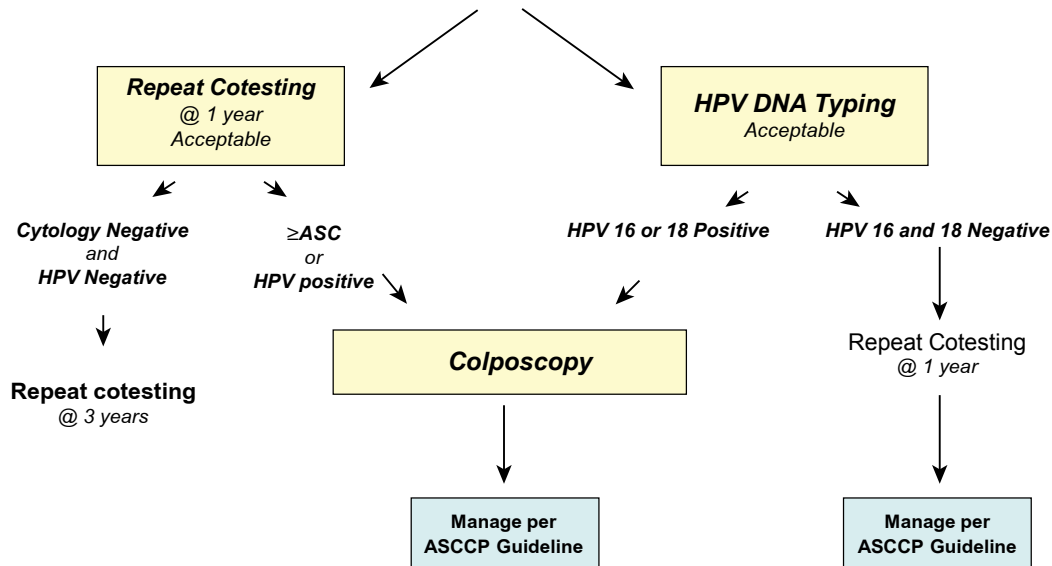 Repeat Cotesting
@ 1 year
Acceptable
HPV DNA Typing
Acceptable
Cytology Negative
and
HPV Negative
≥ASC
or
HPV positive
HPV 16 or 18 Positive
HPV 16 and 18 Negative
Repeat cotesting
@ 3 years
Colposcopy
Repeat Cotesting
@ 1 year
Manage per
ASCCP Guideline
Manage per
ASCCP Guideline